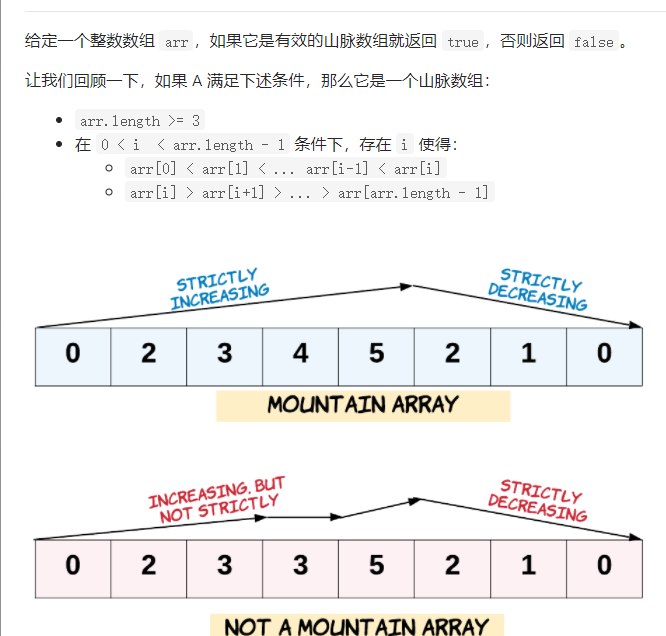 给定一个整数数组 arr，如果它是有效的山脉数组就返回 true，否则返回 false。
让我们回顾一下，如果 A 满足下述条件，那么它是一个山脉数组：
arr.length >= 3
在 0 < i < arr.length - 1 条件下，存在 i 使得：
arr[0] < arr[1] < ... arr[i-1] < arr[i]
arr[i] > arr[i+1] > ... > arr[arr.length - 1]
STRICTLY
INCREASING
STRICTLY
DECREASING
0 2 3 4 5 2 1 0
MOUNTAIN ARRAY
INCREASING. BUT
NOT STRICTLY
STRICTLY
DECREASING
0 2 3 3 5 2 1 0
NOT A MOUNTAIN ARRAY